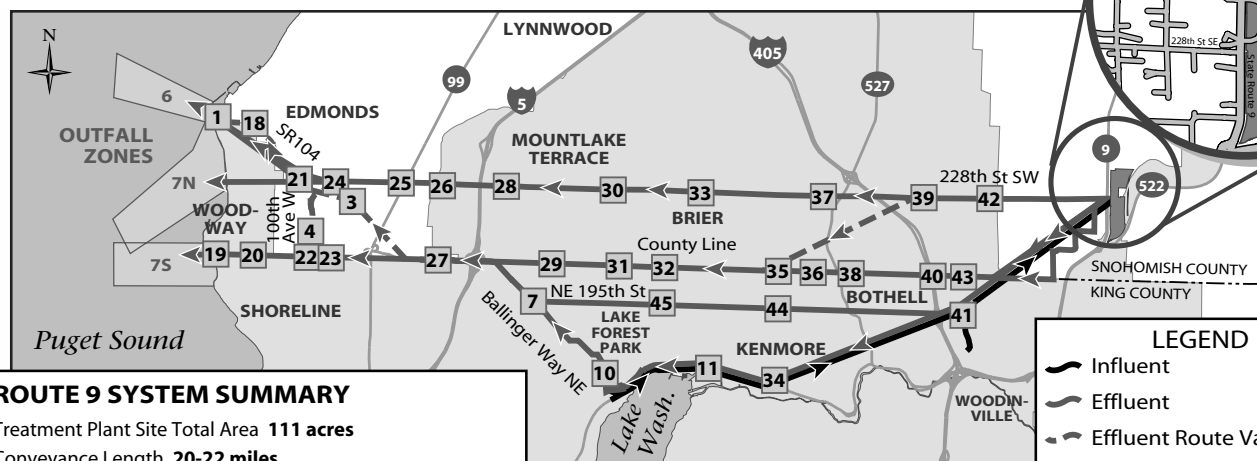 N
LYNNWOOD
99
5
405
527
9
522
228th St SE
State Route 9
6
OUTFALL
ZONES
7N
7S
1
18
EDMONDS
SR104
MOUNTLAKE
TERRACE
21
24
25
26
28
30
33
37
39
228th St SW
42
3
WOOD-
WAY
100th
Ave W
4
BRIER
County Line
19
20
22
23
27
29
31
32
35
36
38
40
43
SNOHOMISH COUNTY
KING COUNTY
BOTHELL
7
NE 195th St
45
44
41
SHORELINE
Ballinger Way NE
LAKE
FOREST
PARK
KENMORE
10
11
34
Puget Sound
Lake
Wash.
WOODIN-
VILLE
LEGEND
Influent
Effluent
Effluent Route Va
ROUTE 9 SYSTEM SUMMARY
Treatment Plant Site Total Area 111 acres
Conveyance Length 20-22 miles